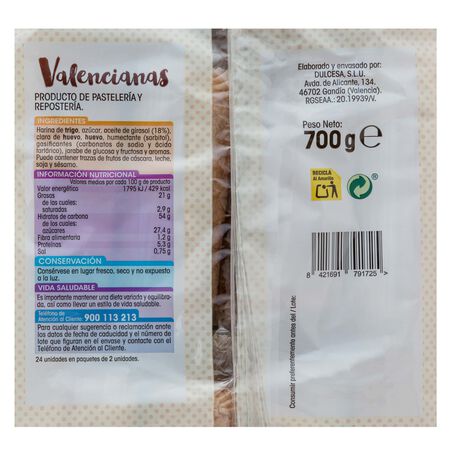 Valencianas
PRODUCTO DE PASTELERÍA Y
REPOSTERÍA.
INGREDIENTES
Harina de trigo, azúcar, aceite de girasol (18%),
clara de huevo, huevo, humectante (sorbitol),
gasificantes (carbonatos de sodio y ácido
tartárico), jarabe de glucosa y fructosa y aromas.
Puede contener trazas de frutos de cáscara, leche,
soja y sésamo.
INFORMACIÓN NUTRICIONAL
Valores medios por cada 100 g de producto
Valor energético 1795 kJ / 429 kcal
Grasas 21 g
de las cuales:
saturadas 2,9 g
Hidratos de carbono 54 g
de los cuales:
azúcares 27,4 g
Fibra alimentaria 1,2 g
Proteínas 5,3 g
Sal 0,75 g
CONSERVACIÓN
Consérvese en lugar fresco, seco y no expuesto
a la luz.
VIDA SALUDABLE
Es importante mantener una dieta variada y equilibra-
da, así como llevar un estilo de vida saludable.
Teléfono de
Atención al Cliente: 900 113 213
Para cualquier sugerencia o reclamación anote
los datos de fecha de caducidad y el número de
lote que figuran en el envase y contacte con el
Teléfono de Atención al Cliente.
24 unidades en paquetes de 2 unidades.
Elaborado y envasado por:
DULCESA, S.L.U.
Avda. de Alicante, 134.
46702 Gandía (Valencia).
RGSEAA.: 20.19939/V.
Peso Neto:
700 g e
RECICLA
Al Amarillo
8 421691 791725 >
Consumir preferentemente antes del / Lote: